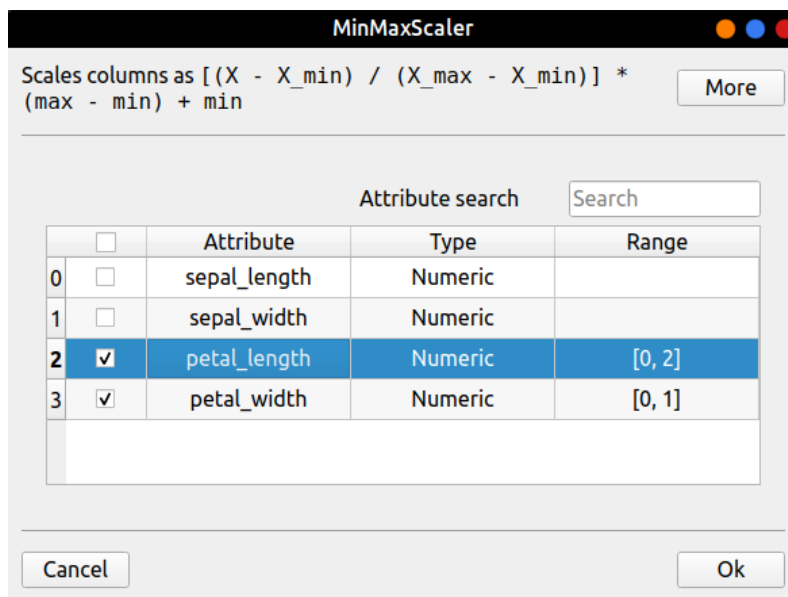 MinMaxScaler
Scales columns as [(X - X_min) / (X_max - X_min)] *
(max - min) + min
More
Attribute search
Search
Attribute Type Range
0 sepal_length Numeric
1 sepal_width Numeric
2 petal_length Numeric [0, 2]
3 petal_width Numeric [0, 1]
Cancel
Ok